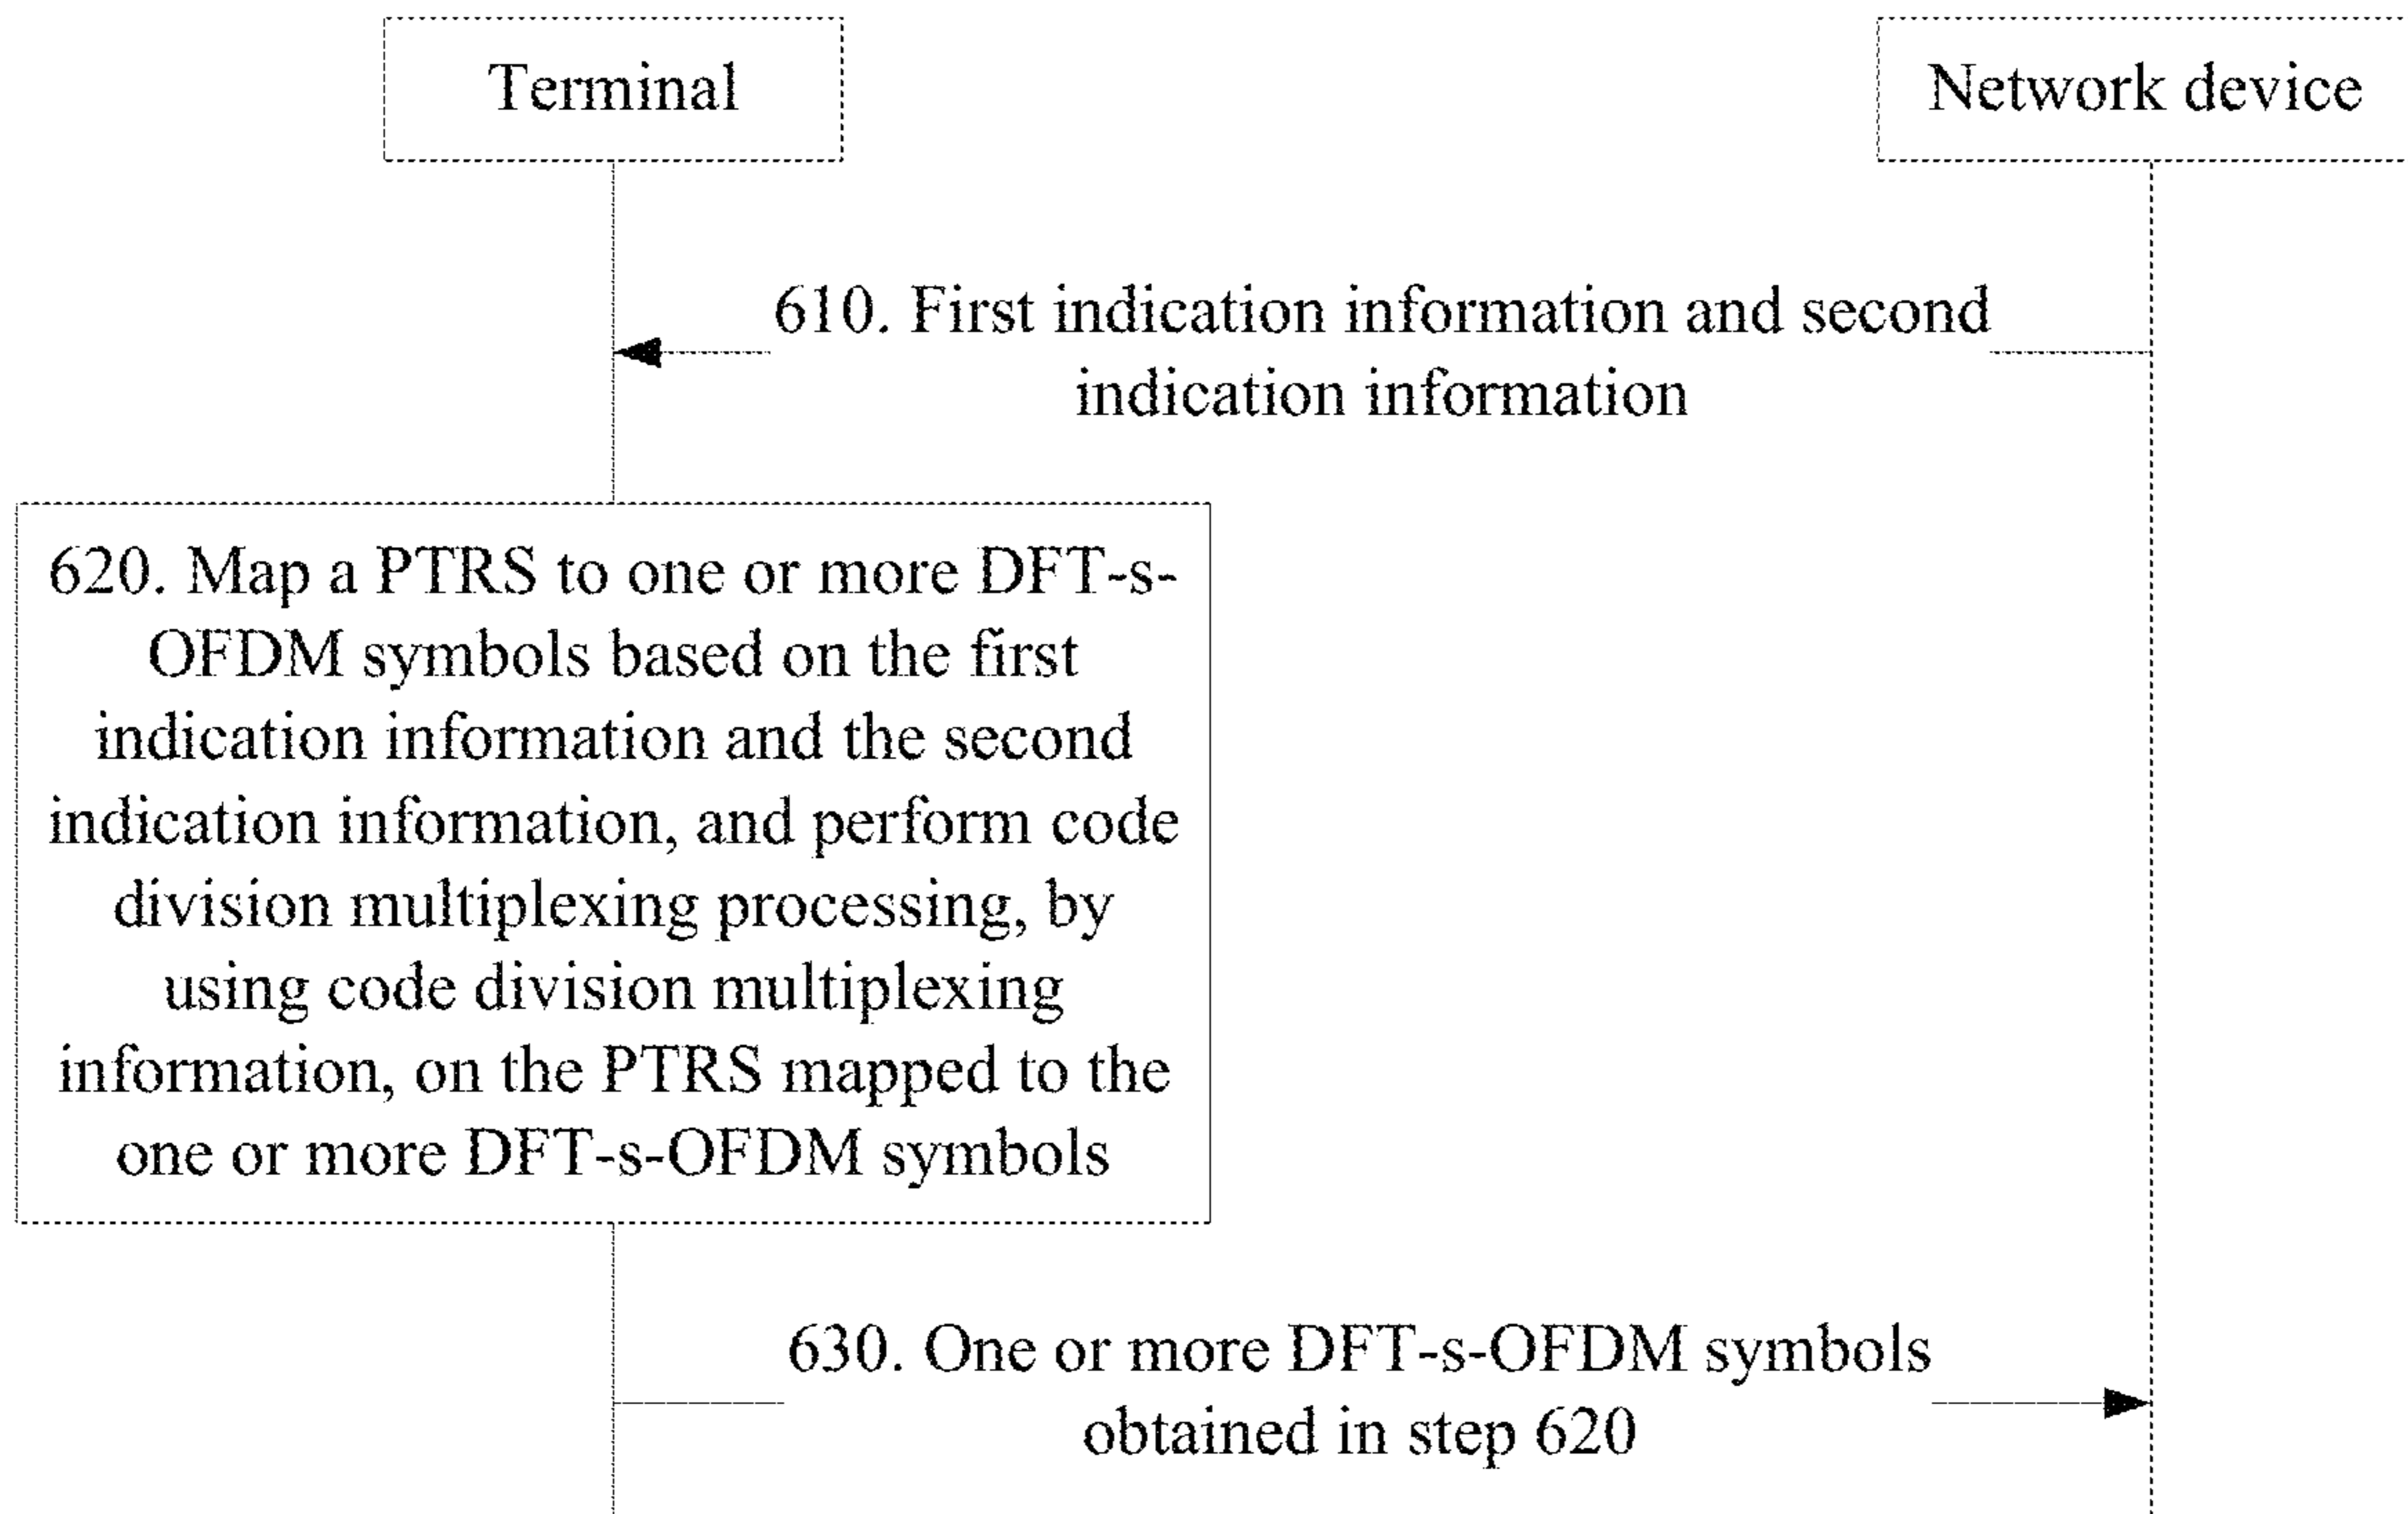 Terminal
Network device
610. First indication information and second
indication information
620. Map a PTRS to one or more DFT-s-
OFDM symbols based on the first
indication information and the second
indication information, and perform code
division multiplexing processing, by
using code division multiplexing
information, on the PTRS mapped to the
one or more DFT-s-OFDM symbols
630. One or more DFT-s-OFDM symbols
obtained in step 620